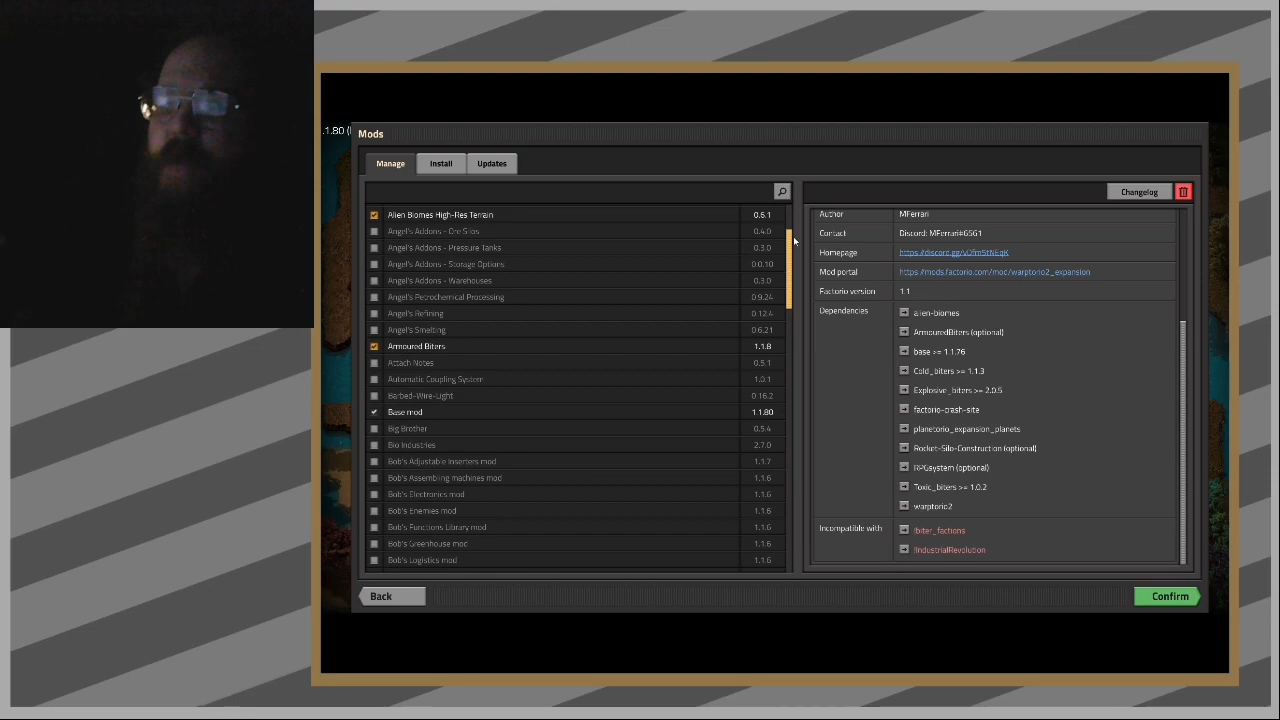 .1.80 (
Mods
Manage
Install
Updates
Changelog
Alien Biomes High-Res Terrain 0.6.1
Angel's Addons - Ore Silos 0.4.0
Angel's Addons - Pressure Tanks 0.3.0
Angel's Addons - Storage Options 0.0.10
Angel's Addons - Warehouses 0.3.0
Angel's Petrochemical Processing 0.9.24
Angel's Refining 0.12.4
Angel's Smelting 0.6.21
Armoured Biters 1.1.8
Attach Notes 0.5.1
Automatic Coupling System 1.0.1
Barbed-Wire-Light 0.16.2
Base mod 1.1.80
Big Brother 0.5.4
Bio Industries 2.7.0
Bob's Adjustable Inserters mod 1.1.7
Bob's Assembling machines mod 1.1.6
Bob's Electronics mod 1.1.6
Bob's Enemies mod 1.1.6
Bob's Functions Library mod 1.1.6
Bob's Greenhouse mod 1.1.6
Bob's Logistics mod 1.1.6
Author MFerrari
Contact Discord: MFerrari#6561
Homepage https://discord.gg/vDfm5tNEqK
Mod portal https://mods.factorio.com/mod/warptorio2_expansion
Factorio version 1.1
Dependencies alien-biomes
ArmouredBiters (optional)
base >= 1.1.76
Cold_biters >= 1.1.3
Explosive_biters >= 2.0.5
factorio-crash-site
planetorio_expansion_planets
Rocket-Silo-Construction (optional)
RPGsystem (optional)
Toxic_biters >= 1.0.2
warptorio2
Incompatible with !biter_factions
!IndustrialRevolution
Back
Confirm